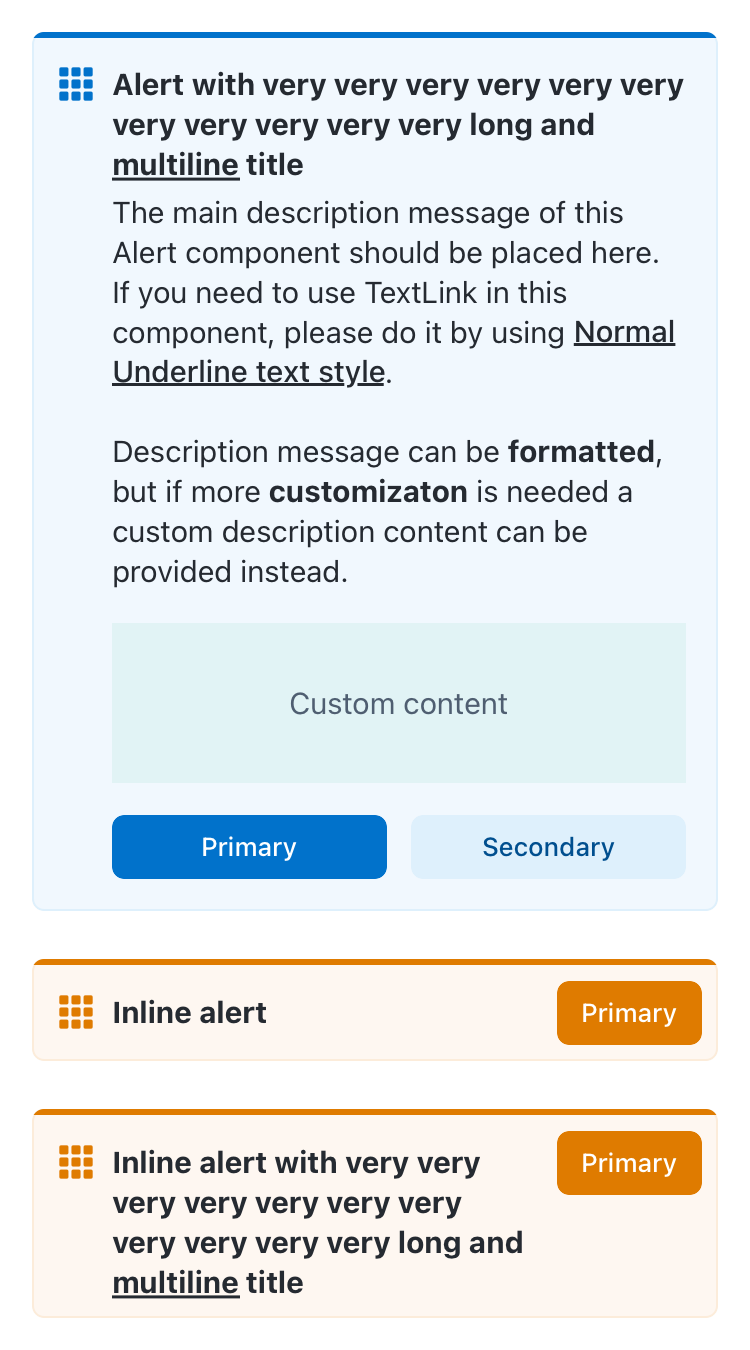 Alert with very very very very very very
very very very very very long and
multiline title
The main description message of this
Alert component should be placed here.
If you need to use TextLink in this
component, please do it by using Normal
Underline text style.
Description message can be formatted,
but if more customizaton is needed a
custom description content can be
provided instead.
Custom content
Primary
Secondary
Inline alert
Primary
Inline alert with very very
Primary
very very very very very
very very very very long and
multiline title